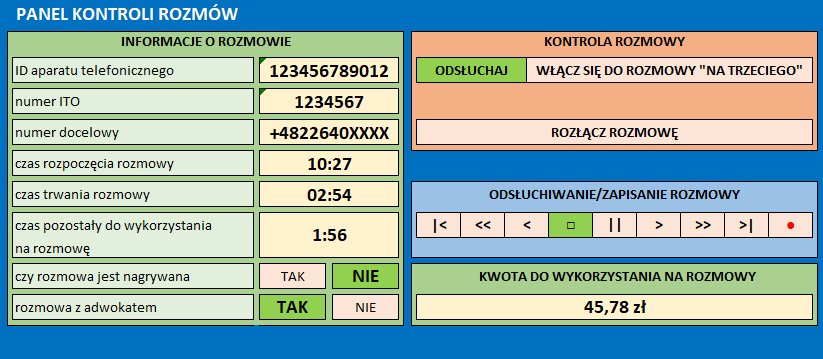 PANEL KONTROLI ROZMÓW
INFORMACJE O ROZMOWIE
ID aparatu telefonicznego 123456789012
numer ITO 1234567
numer docelowy +4822640XXXX
czas rozpoczęcia rozmowy 10:27
czas trwania rozmowy 02:54
czas pozostały do wykorzystania
na rozmowę 1:56
czy rozmowa jest nagrywana TAK NIE
rozmowa z adwokatem TAK NIE
KONTROLA ROZMOWY
ODSŁUCHAJ WŁĄCZ SIĘ DO ROZMOWY "NA TRZECIEGO"
ROZŁĄCZ ROZMOWĘ
ODSŁUCHIWANIE/ZAPISANIE ROZMOWY
|< << < □ || > >> >| ●
KWOTA DO WYKORZYSTANIA NA ROZMOWY
45,78 zł